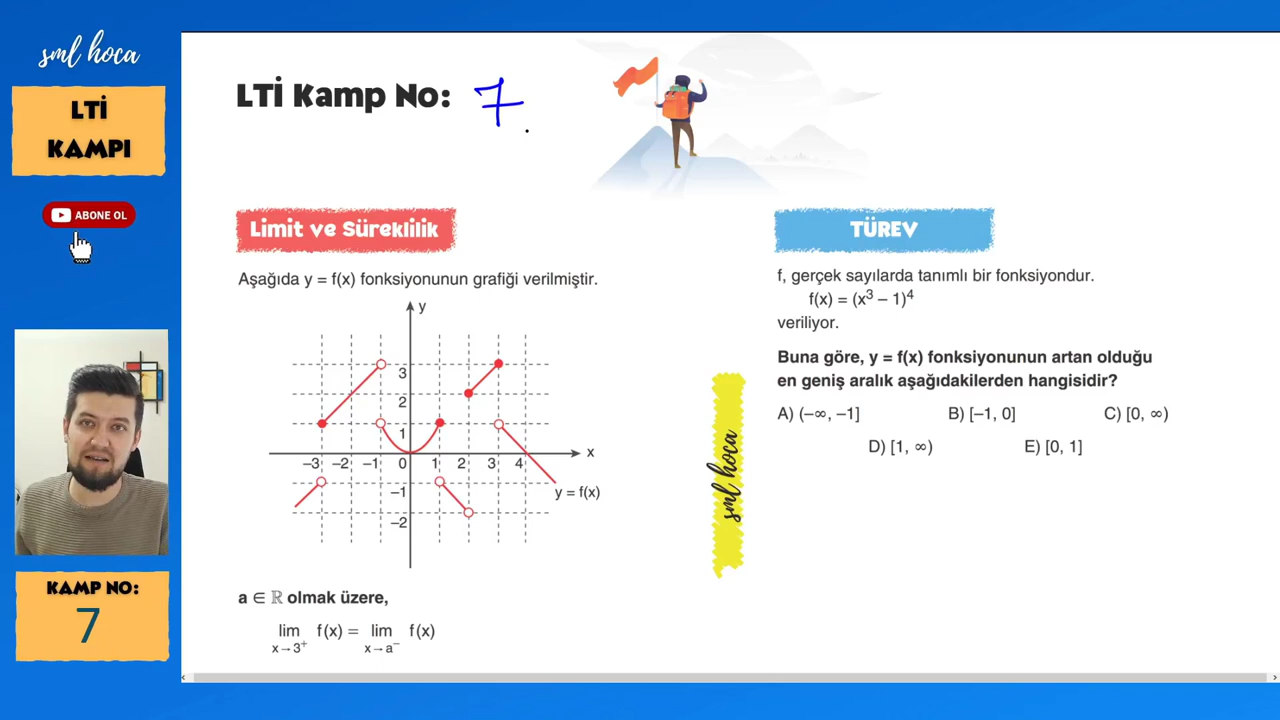 sml hoca
LTİ
KAMPI
ABONE OL
KAMP NO:
7
LTİ Kamp No: 7
Limit ve Süreklilik
Aşağıda y = f(x) fonksiyonunun grafiği verilmiştir.
y
3
2
1
x
–3 –2 –1 0 1 2 3 4
–1
y = f(x)
–2
a ∈ ℝ olmak üzere,
lim f(x) = lim f(x)
x→3⁺ x→a⁻
sml hoca
TÜREV
f, gerçek sayılarda tanımlı bir fonksiyondur.
f(x) = (x³ – 1)⁴
veriliyor.
Buna göre, y = f(x) fonksiyonunun artan olduğu
en geniş aralık aşağıdakilerden hangisidir?
A) (–∞, –1] B) [–1, 0] C) [0, ∞)
D) [1, ∞) E) [0, 1]